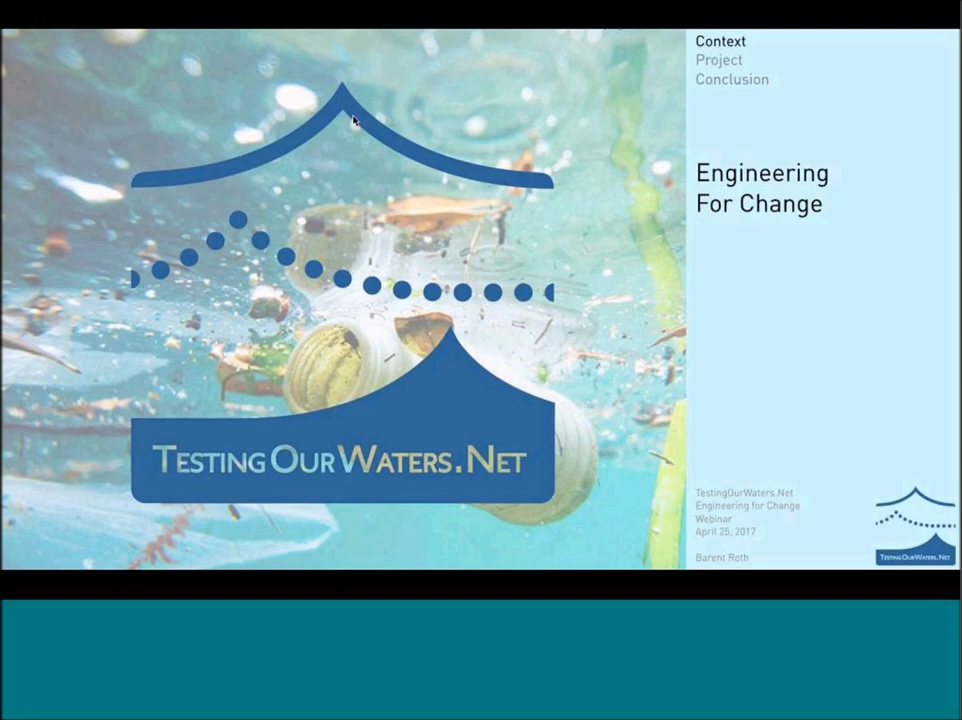 TESTINGOURWATERS.NET
Context
Project
Conclusion
Engineering
For Change
TestingOurWaters.Net
Engineering for Change
Webinar
April 25, 2017
Barent Roth
TESTINGOURWATERS.NET